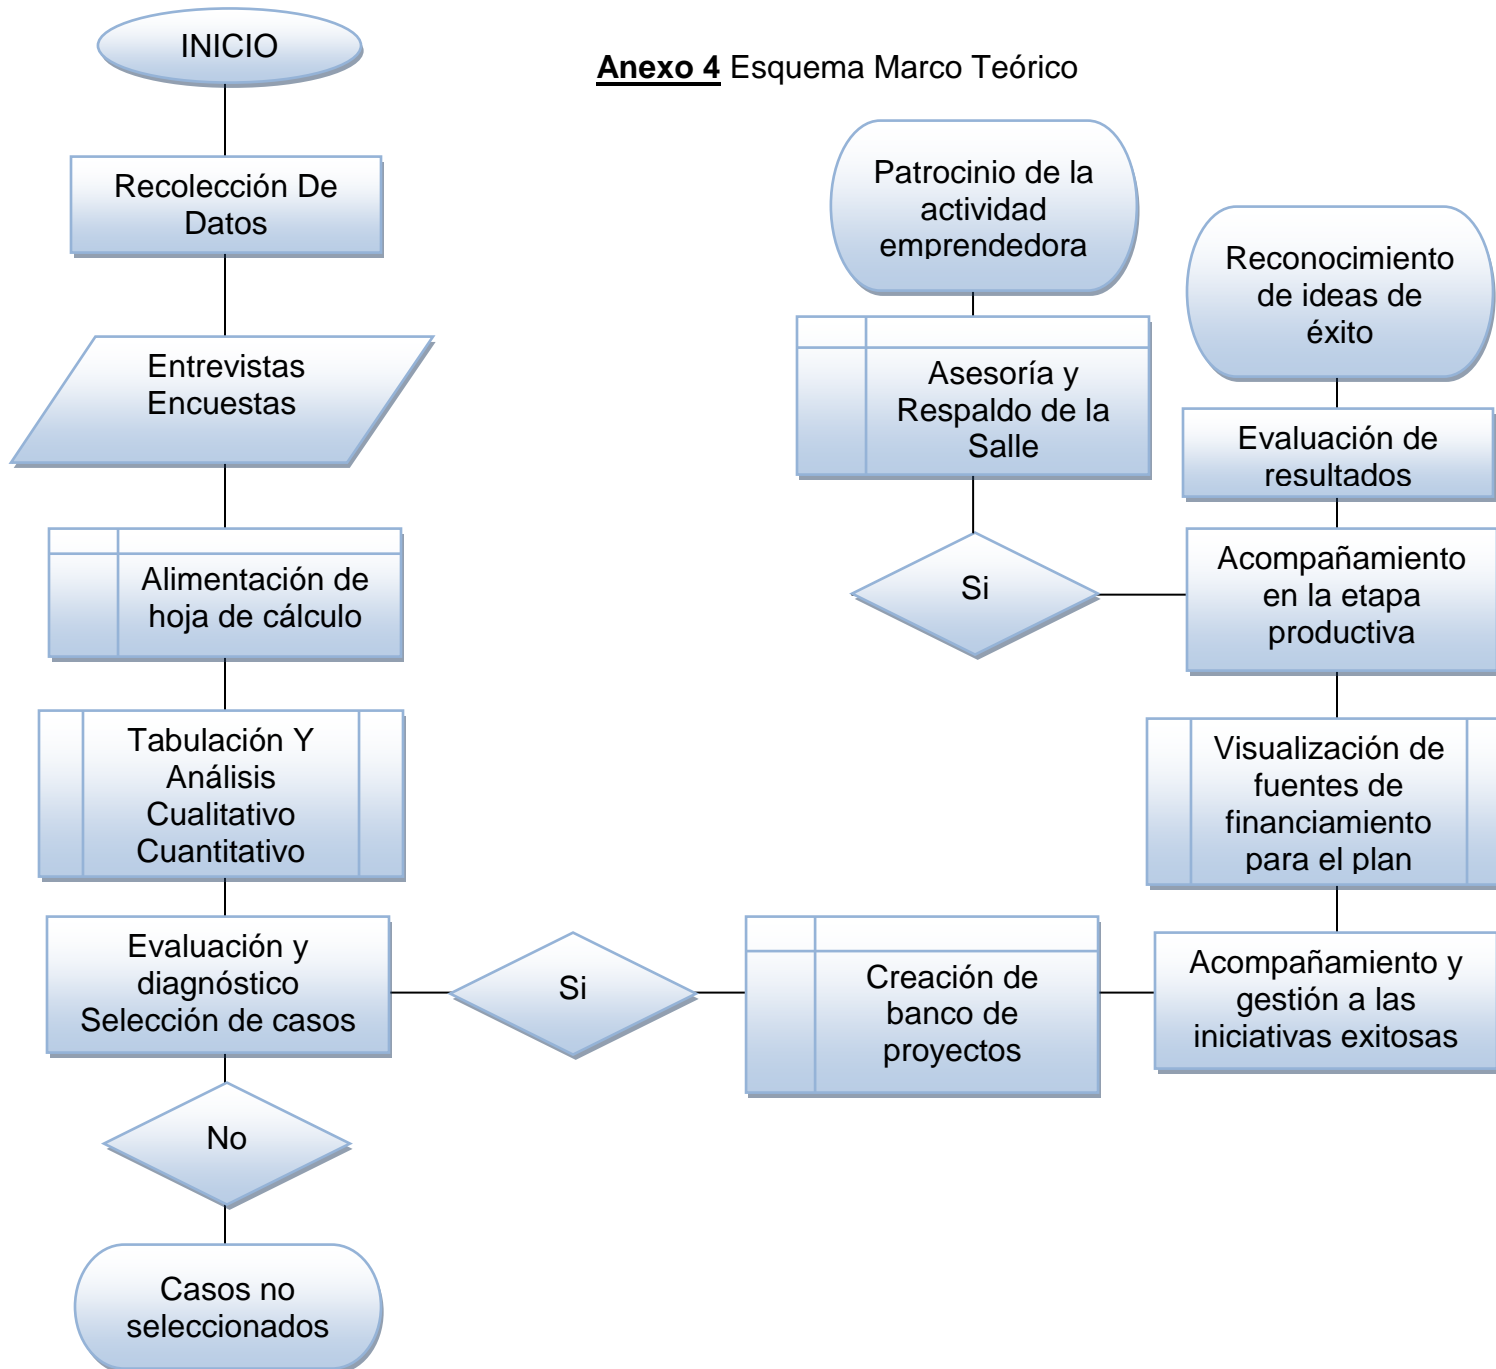 INICIO
Anexo 4 Esquema Marco Teórico
Recolección De
Datos
Entrevistas
Encuestas
Alimentación de
hoja de cálculo
Tabulación Y
Análisis
Cualitativo
Cuantitativo
Evaluación y
diagnóstico
Selección de casos
No
Casos no
seleccionados
Si
Creación de
banco de
proyectos
Acompañamiento y
gestión a las
iniciativas exitosas
Visualización de
fuentes de
financiamiento
para el plan
Acompañamiento
en la etapa
productiva
Evaluación de
resultados
Reconocimiento
de ideas de
éxito
Si
Asesoría y
Respaldo de la
Salle
Patrocinio de la
actividad
emprendedora